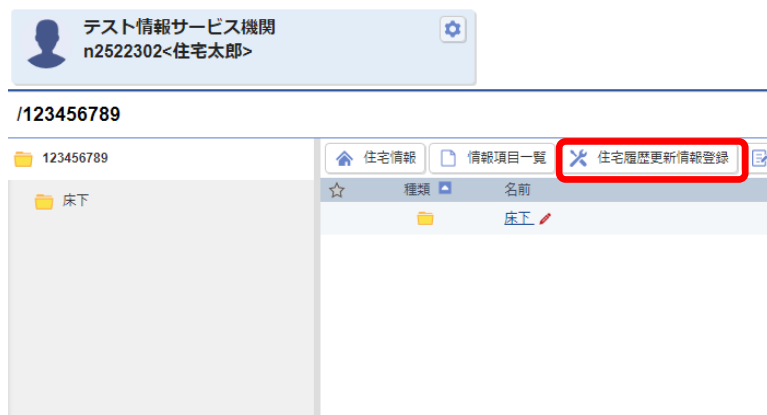 テスト情報サービス機関
n2522302<住宅太郎>
/123456789
123456789
床下
住宅情報 情報項目一覧 住宅履歴更新情報登録
種類 名前
床下